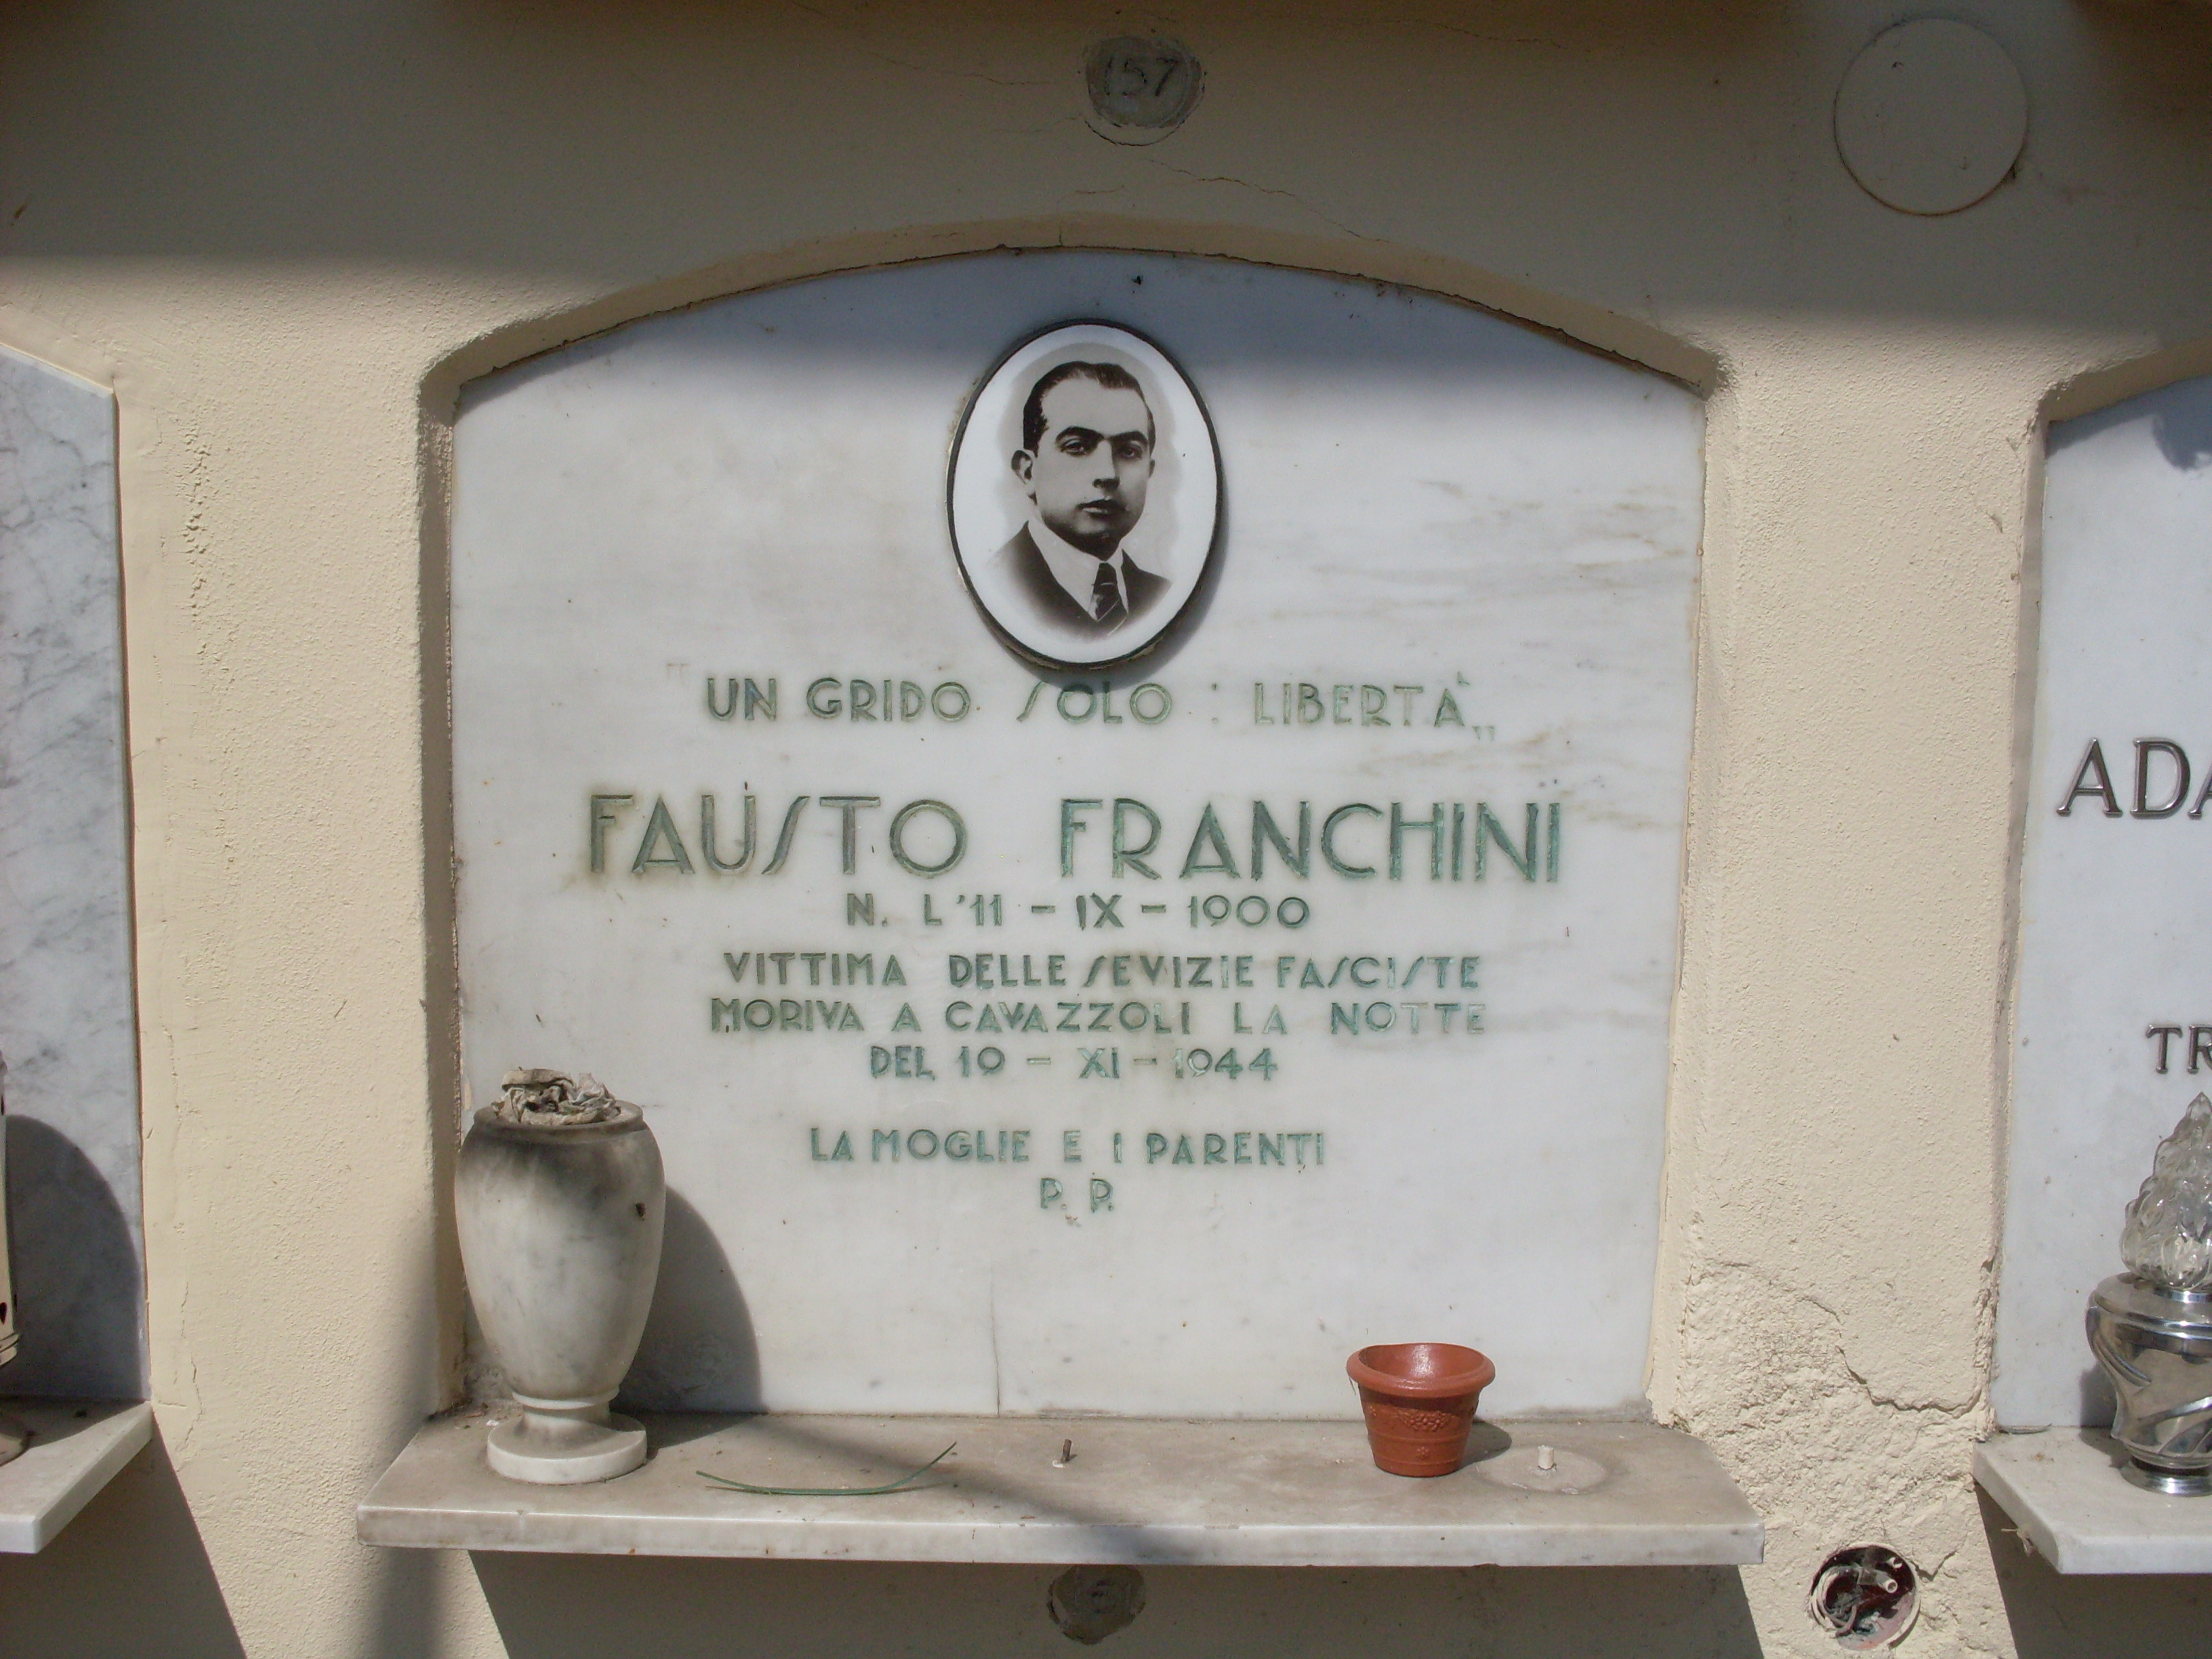 157
"UN GRIDO SOLO : LIBERTÀ„
FAUSTO FRANCHINI
N. L'11 - IX - 1900
VITTIMA DELLE SEVIZIE FASCISTE
MORIVA A CAVAZZOLI LA NOTTE
DEL 19 - XI - 1944
LA MOGLIE E I PARENTI
P. P.
ADA
TR